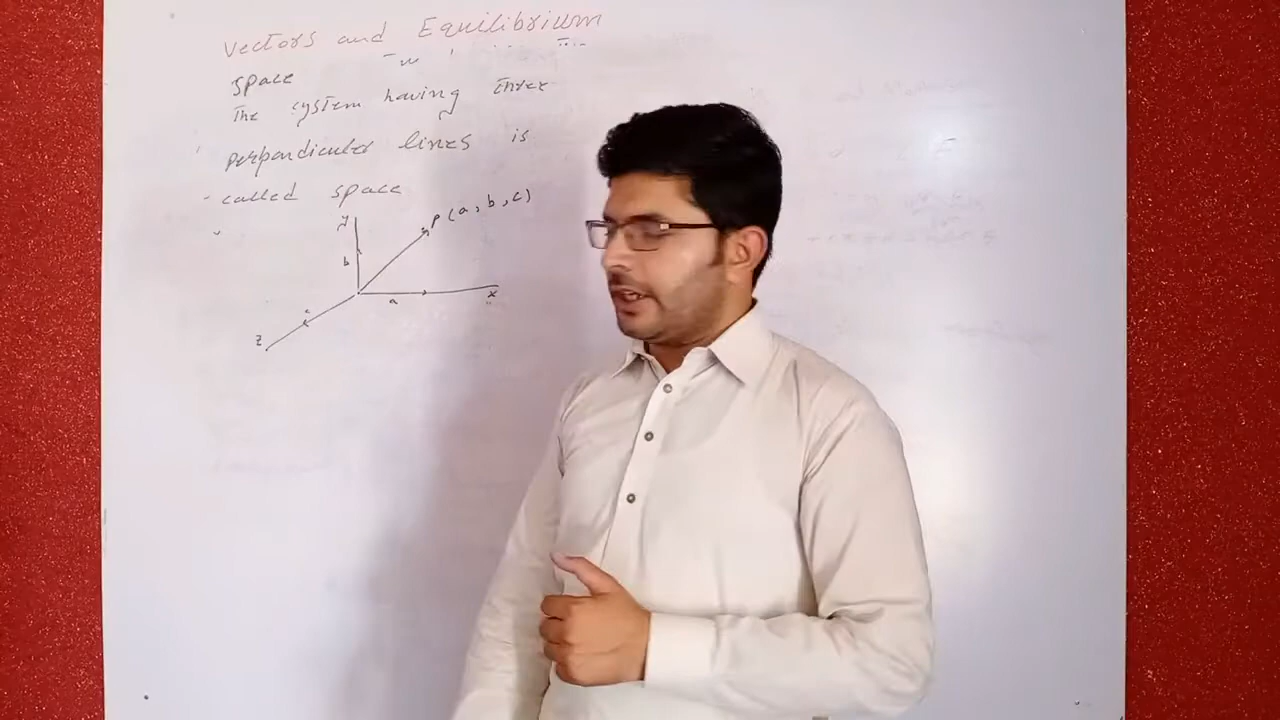 Vectors and Equilibrium
space
The system having three
perpendicular lines is
called space
y
P(a, b, c)
b
a
x
c
z